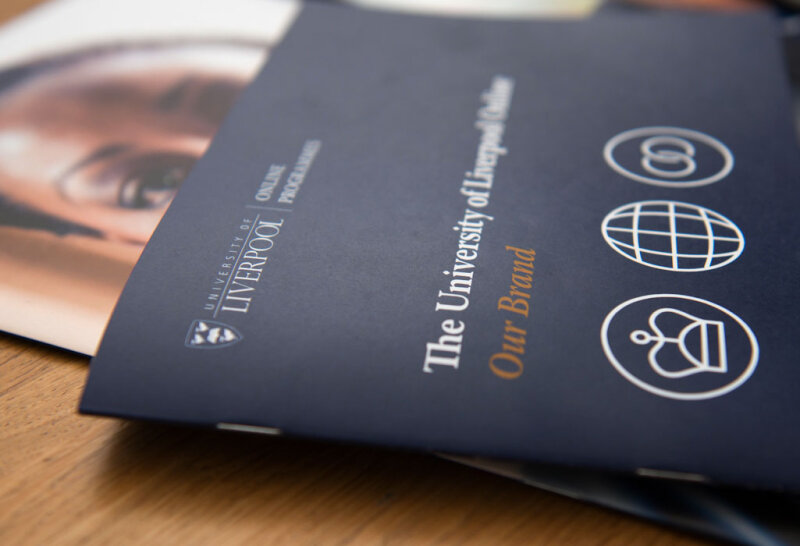 UNIVERSITY OF
LIVERPOOL
ONLINE
PROGRAMMES
The University of Liverpool Online
Our Brand